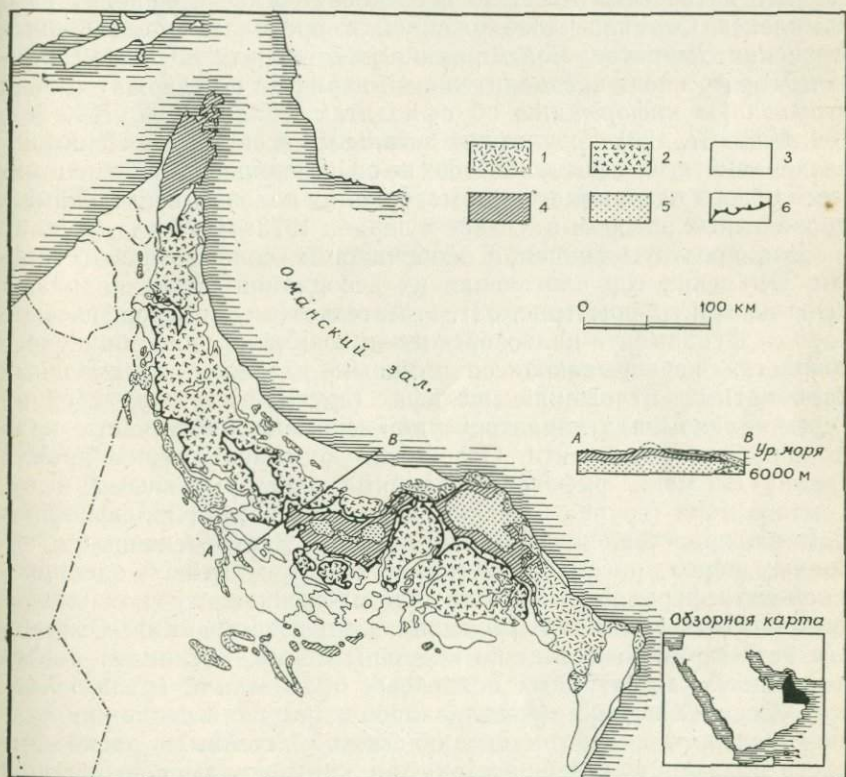 1
2
3
4
5
6
0 100 км
Оманский
зал.
В
А
А В
Ур. моря
6000 м
Обзорная карта